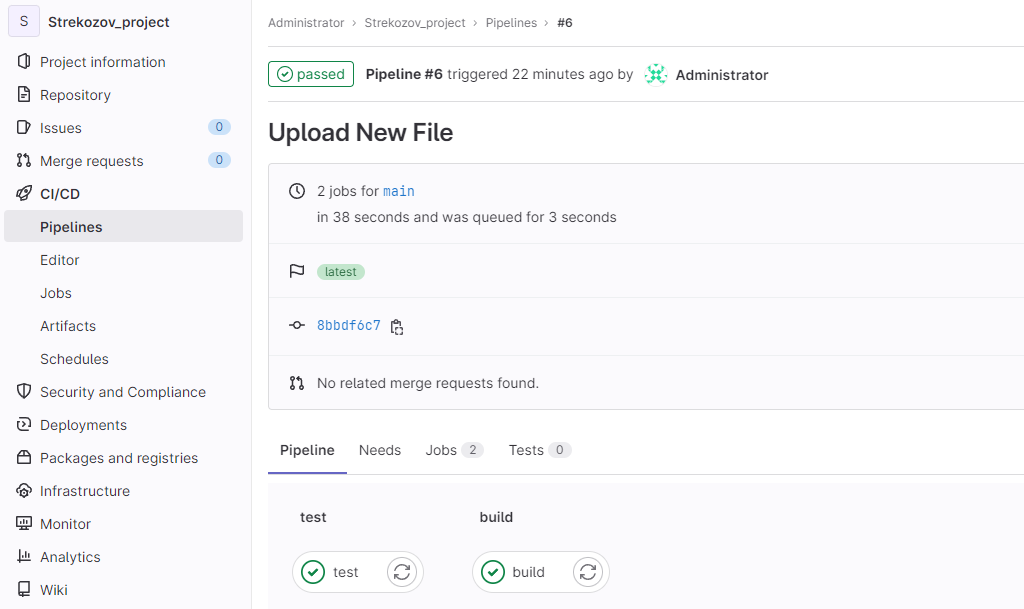 S Strekozov_project
Project information
Repository
Issues 0
Merge requests 0
CI/CD
Pipelines
Editor
Jobs
Artifacts
Schedules
Security and Compliance
Deployments
Packages and registries
Infrastructure
Monitor
Analytics
Wiki
Administrator › Strekozov_project › Pipelines › #6
passed Pipeline #6 triggered 22 minutes ago by Administrator
Upload New File
2 jobs for main
in 38 seconds and was queued for 3 seconds
latest
8bbdf6c7
No related merge requests found.
Pipeline Needs Jobs 2 Tests 0
test build
test build